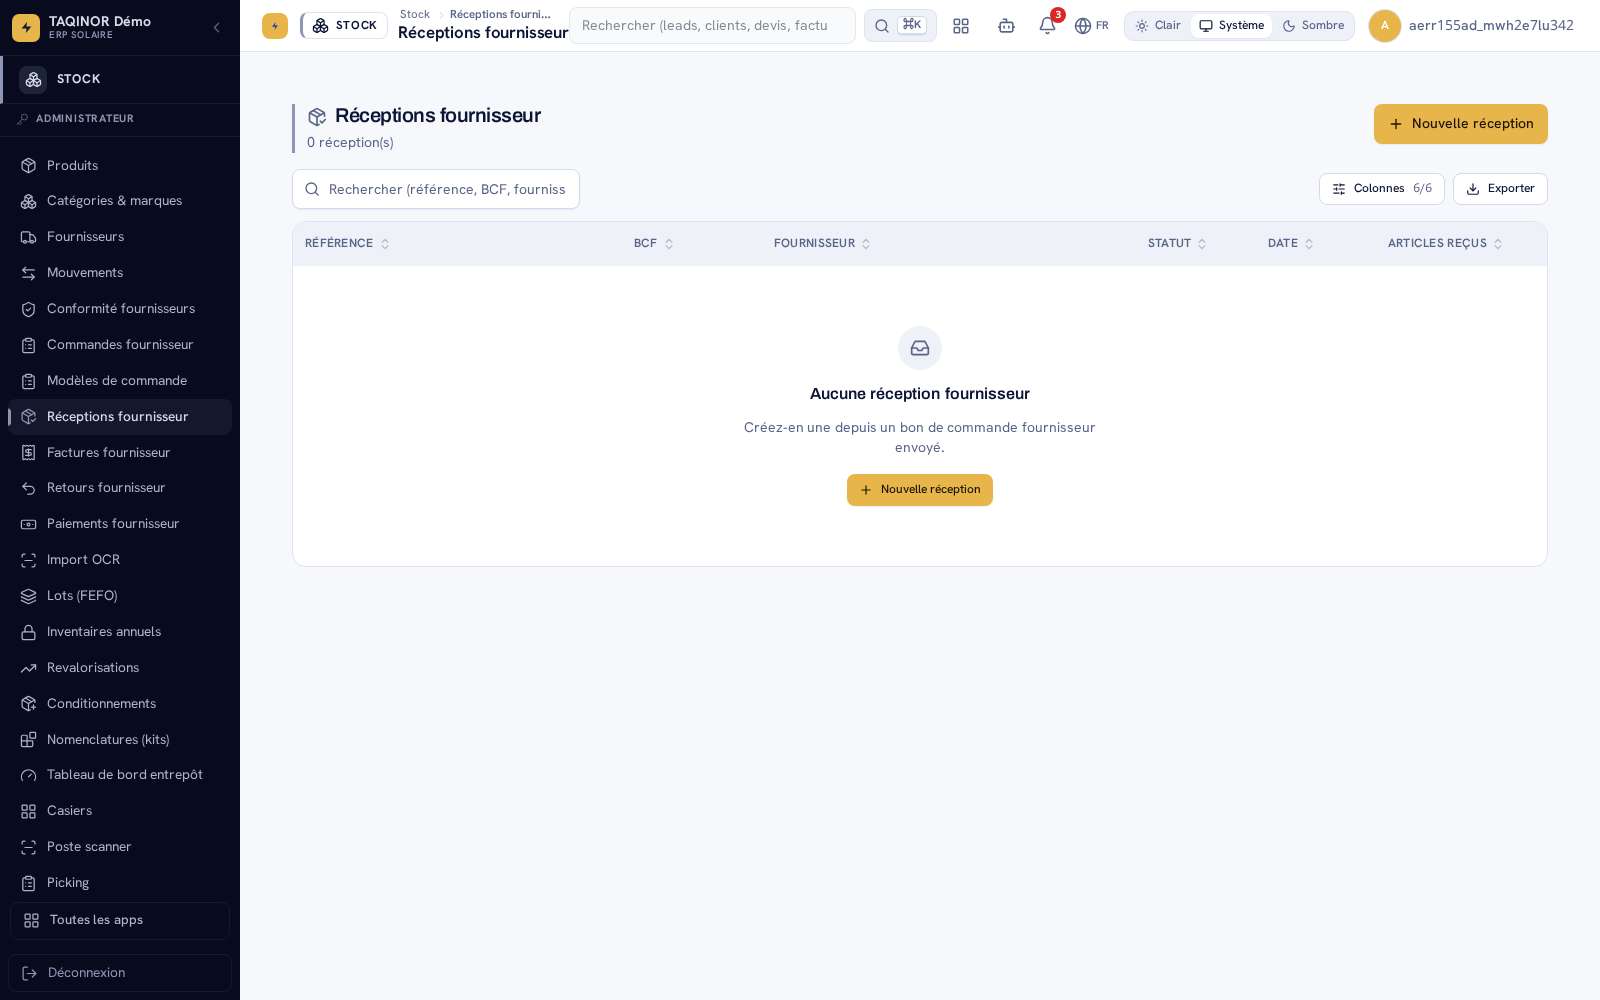 TAQINOR Démo
ERP SOLAIRE
STOCK
ADMINISTRATEUR
Produits
Catégories & marques
Fournisseurs
Mouvements
Conformité fournisseurs
Commandes fournisseur
Modèles de commande
Réceptions fournisseur
Factures fournisseur
Retours fournisseur
Paiements fournisseur
Import OCR
Lots (FEFO)
Inventaires annuels
Revalorisations
Conditionnements
Nomenclatures (kits)
Tableau de bord entrepôt
Casiers
Poste scanner
Picking
Toutes les apps
Déconnexion
STOCK
Stock
Réceptions fourni...
Réceptions fournisseur
Rechercher (leads, clients, devis, factu
⌘K
3
FR
Clair
Système
Sombre
A
aerr155ad_mwh2e7lu342
Réceptions fournisseur
0 réception(s)
Nouvelle réception
Rechercher (référence, BCF, fourniss
Colonnes 6/6
Exporter
RÉFÉRENCE BCF FOURNISSEUR STATUT DATE ARTICLES REÇUS
Aucune réception fournisseur
Créez-en une depuis un bon de commande fournisseur
envoyé.
Nouvelle réception